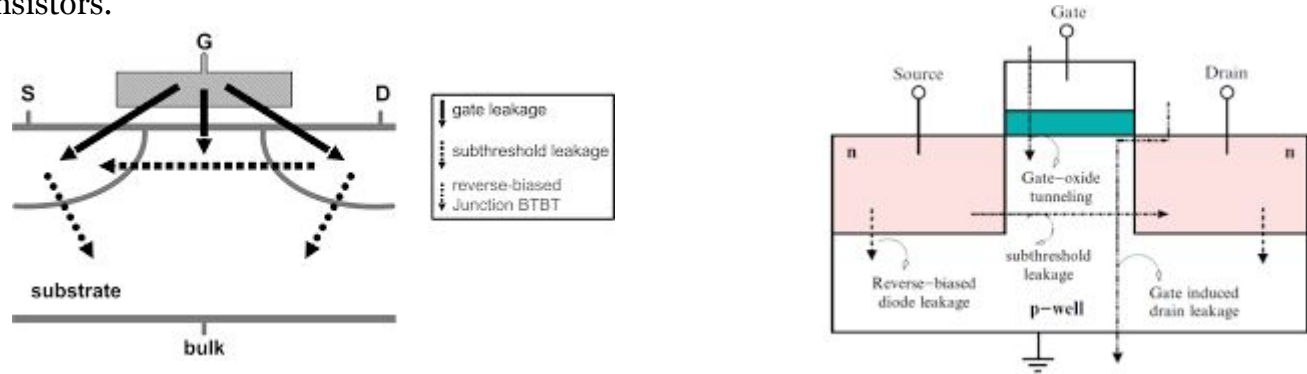 nsistors.
G
S
D
gate leakage
subthreshold leakage
reverse-biased
Junction BTBT
substrate
bulk
Gate
Source
Drain
n
n
Gate-oxide
tunneling
subthreshold
leakage
Reverse-biased
diode leakage
Gate induced
drain leakage
p-well